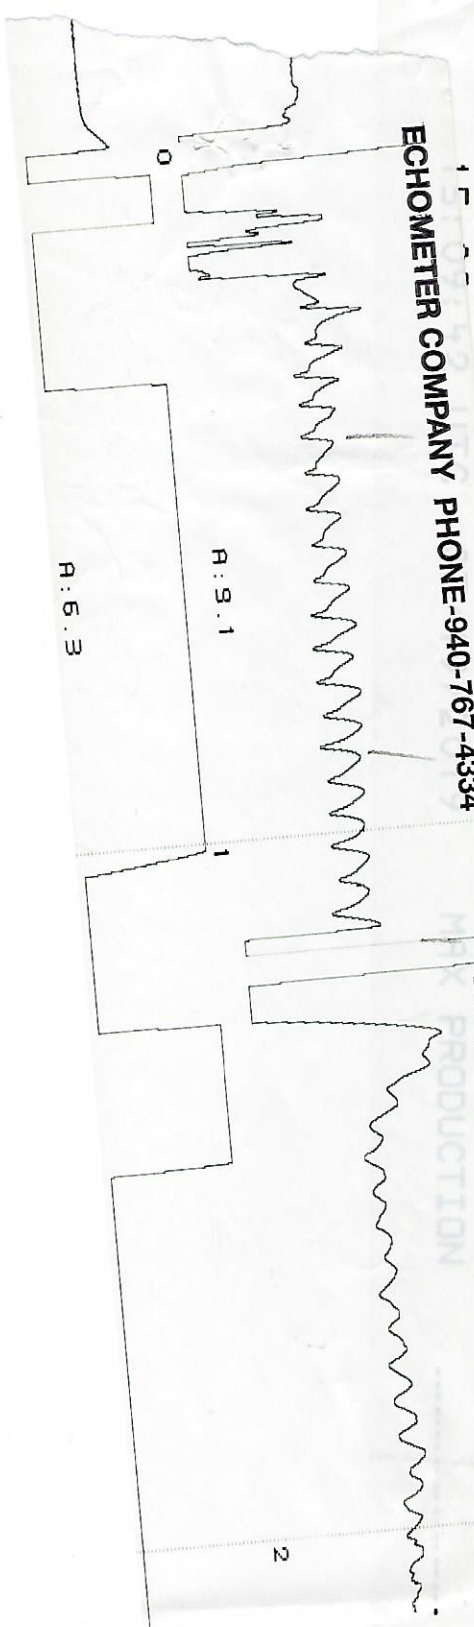 ECHOMETER COMPANY PHONE-940-767-4334
MAX PRODUCTION
0
A:9.1
A:6.3
1
2